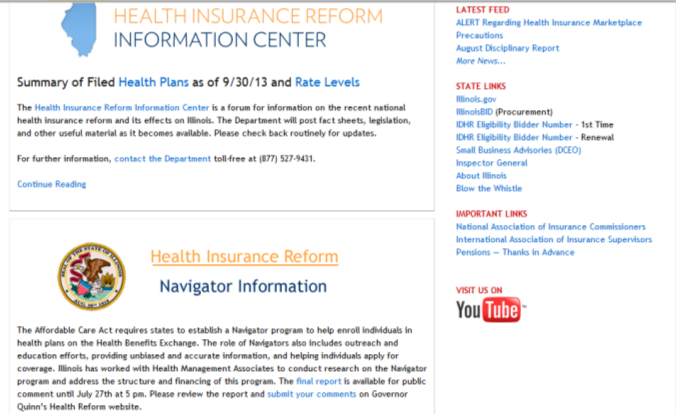 HEALTH INSURANCE REFORM
INFORMATION CENTER
Summary of Filed Health Plans as of 9/30/13 and Rate Levels
The Health Insurance Reform Information Center is a forum for information on the recent national
health insurance reform and its effects on Illinois. The Department will post fact sheets, legislation,
and other useful material as it becomes available. Please check back routinely for updates.
For further information, contact the Department toll-free at (877) 527-9431.
Continue Reading
SEAL OF THE STATE OF ILLINOIS
AUG. 26TH 1818
Health Insurance Reform
Navigator Information
The Affordable Care Act requires states to establish a Navigator program to help enroll individuals in
health plans on the Health Benefits Exchange. The role of Navigators also includes outreach and
education efforts, providing unbiased and accurate information, and helping individuals apply for
coverage. Illinois has worked with Health Management Associates to conduct research on the Navigator
program and address the structure and financing of this program. The final report is available for public
comment until July 27th at 5 pm. Please review the report and submit your comments on Governor
Quinn's Health Reform website.
LATEST FEED
ALERT Regarding Health Insurance Marketplace
Precautions
August Disciplinary Report
More News...
STATE LINKS
Illinois.gov
IllinoisBID (Procurement)
IDHR Eligibility Bidder Number - 1st Time
IDHR Eligibility Bidder Number - Renewal
Small Business Advisories (DCEO)
Inspector General
About Illinois
Blow the Whistle
IMPORTANT LINKS
National Association of Insurance Commissioners
International Association of Insurance Supervisors
Pensions — Thanks in Advance
VISIT US ON
YouTube